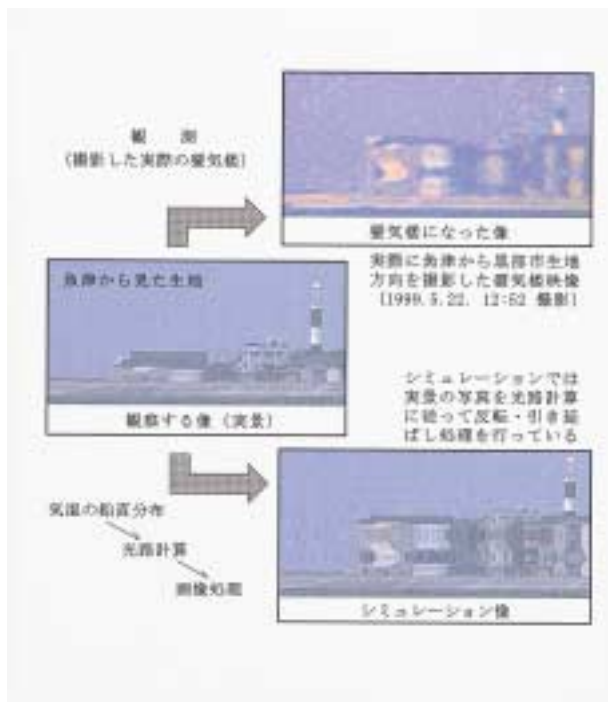 観　測
(撮影した実際の蜃気楼)
蜃気楼になった像
実際に魚津から黒部市生地
方向を撮影した蜃気楼映像
(1999.5.22. 12:52 撮影)
魚津から見た生地
観察する像（実景）
シミュレーションでは
実景の写真を光路計算
に従って反転・引き延
ばし処理を行っている
気温の鉛直分布
光路計算
画像処理
シミュレーション像